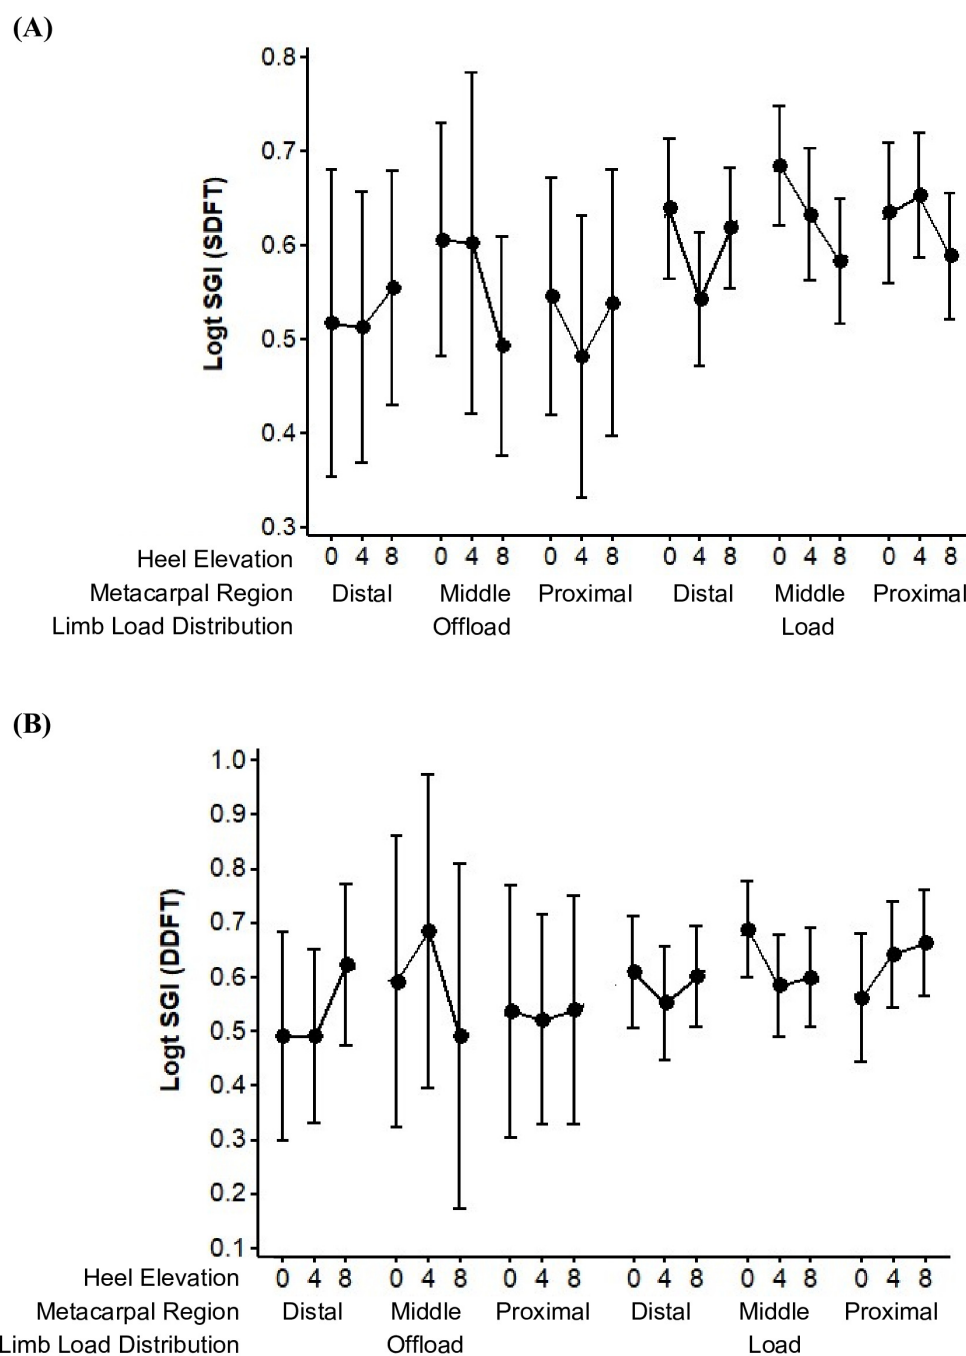 (A)
Logt SGI (SDFT)
0.8
0.7
0.6
0.5
0.4
0.3
Heel Elevation 0 4 8 0 4 8 0 4 8 0 4 8 0 4 8 0 4 8
Metacarpal Region Distal Middle Proximal Distal Middle Proximal
Limb Load Distribution Offload Load
(B)
Logt SGI (DDFT)
1.0
0.9
0.8
0.7
0.6
0.5
0.4
0.3
0.2
0.1
Heel Elevation 0 4 8 0 4 8 0 4 8 0 4 8 0 4 8 0 4 8
Metacarpal Region Distal Middle Proximal Distal Middle Proximal
Limb Load Distribution Offload Load